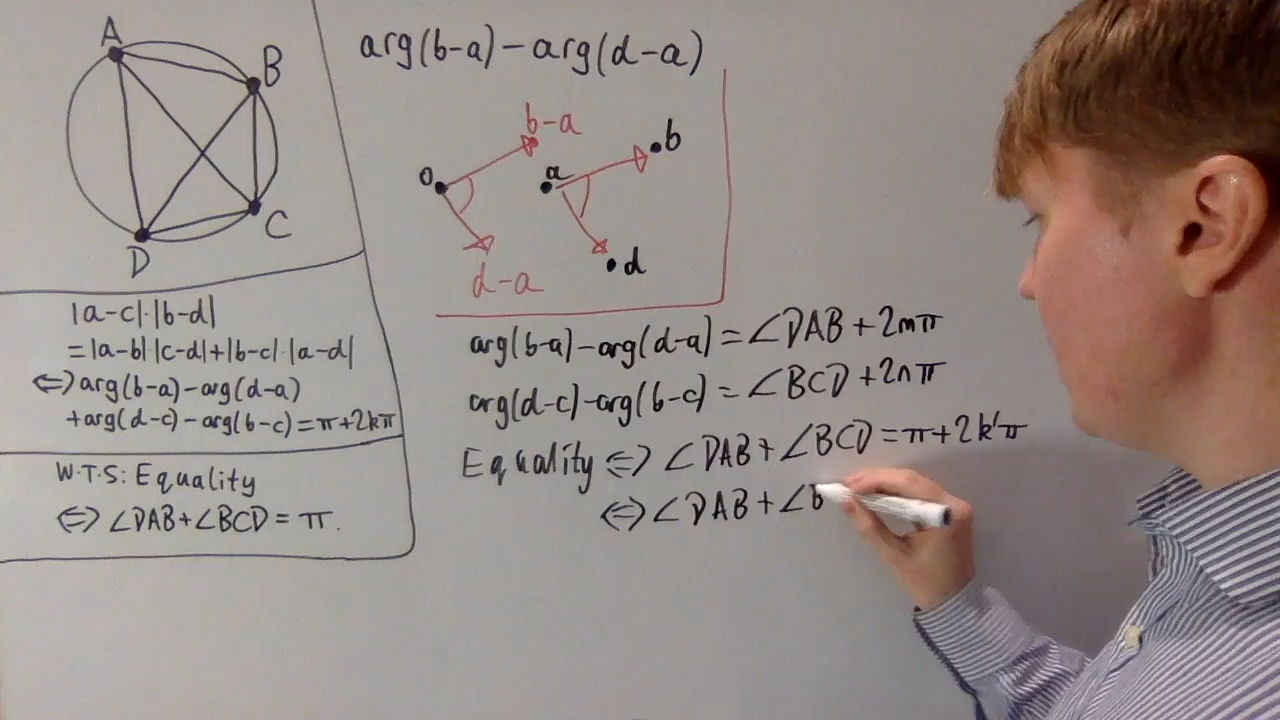 A
B
C
D
|a-c|·|b-d|
=|a-b|·|c-d|+|b-c|·|a-d|
⇔ arg(b-a)-arg(d-a)
+arg(d-c)-arg(b-c)=π+2kπ
W.T.S: Equality
⇔ ∠DAB+∠BCD = π.
arg(b-a)-arg(d-a)
b-a
o
d-a
a
b
d
arg(b-a)-arg(d-a)=∠DAB+2mπ
arg(d-c)-arg(b-c)=∠BCD+2nπ
Equality ⇔ ∠DAB+∠BCD=π+2k'π
⇔ ∠DAB+∠B